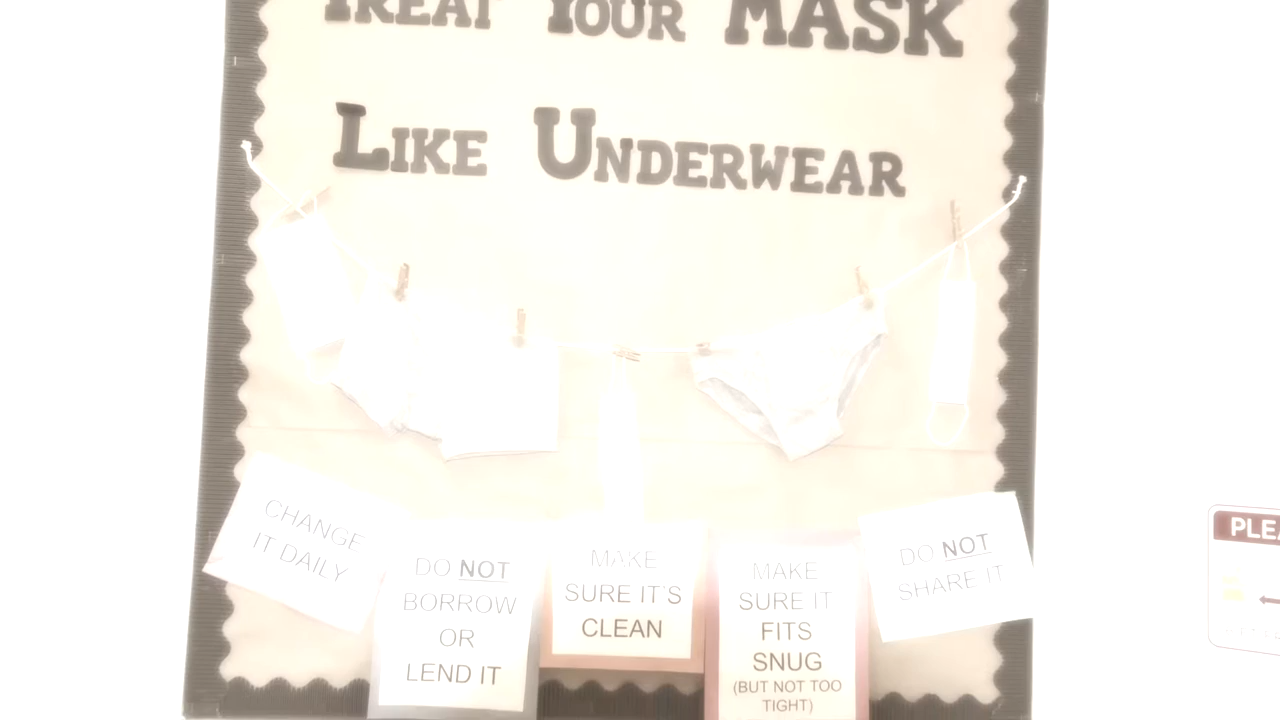 TREAT YOUR MASK
LIKE UNDERWEAR
CHANGE
IT DAILY
DO NOT
BORROW
OR
LEND IT
MAKE
SURE IT'S
CLEAN
MAKE
SURE IT
FITS
SNUG
(BUT NOT TOO
TIGHT)
DO NOT
SHARE IT